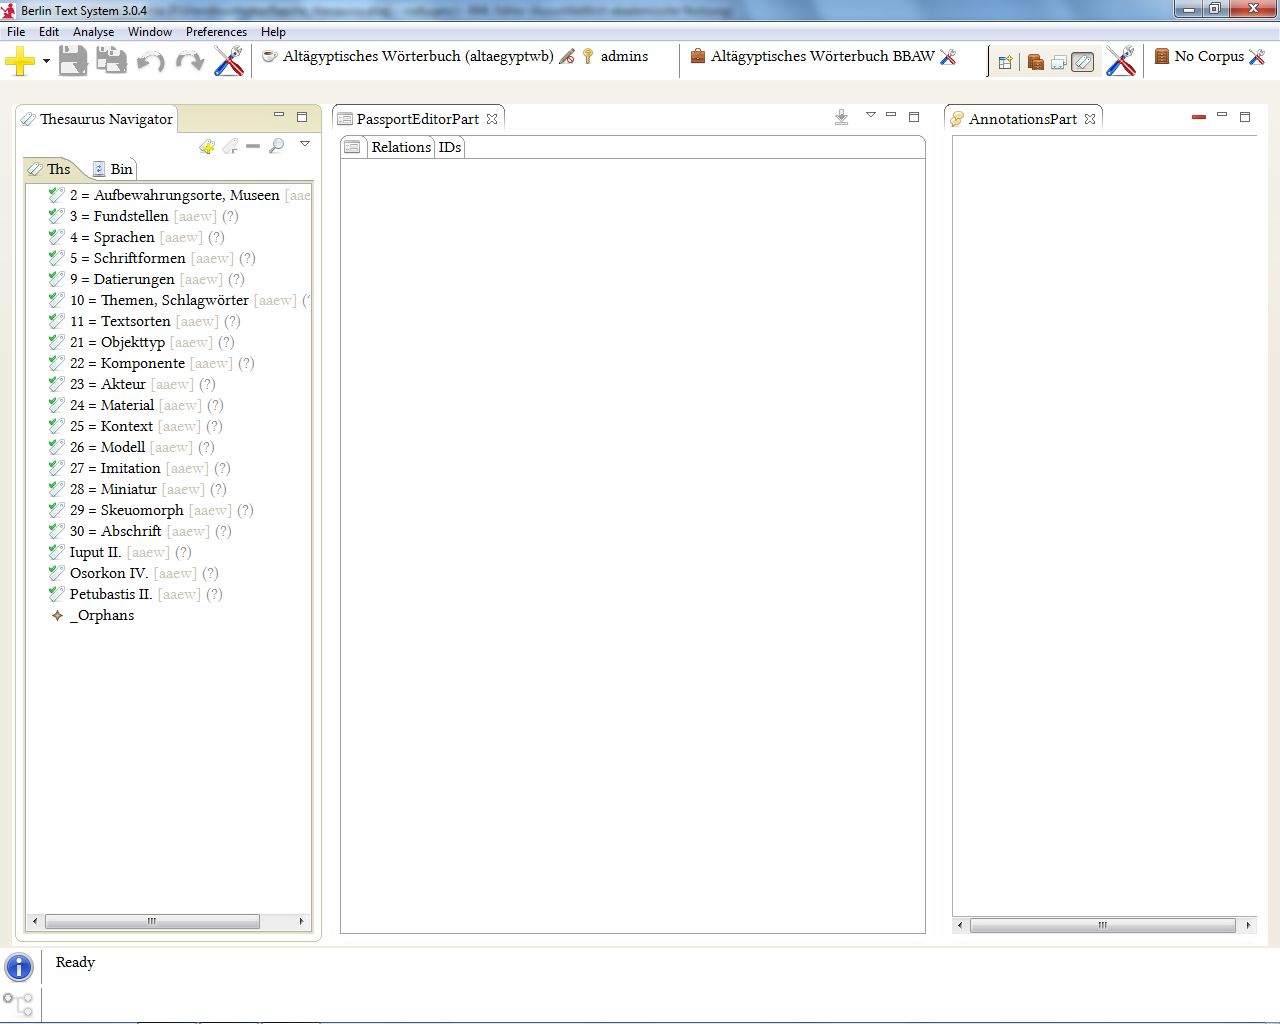 Berlin Text System 3.0.4
File Edit Analyse Window Preferences Help
Altägyptisches Wörterbuch (altaegyptwb) admins Altägyptisches Wörterbuch BBAW No Corpus
Thesaurus Navigator
Ths Bin
2 = Aufbewahrungsorte, Museen [aae
3 = Fundstellen [aaew] (?)
4 = Sprachen [aaew] (?)
5 = Schriftformen [aaew] (?)
9 = Datierungen [aaew] (?)
10 = Themen, Schlagwörter [aaew] (?
11 = Textsorten [aaew] (?)
21 = Objekttyp [aaew] (?)
22 = Komponente [aaew] (?)
23 = Akteur [aaew] (?)
24 = Material [aaew] (?)
25 = Kontext [aaew] (?)
26 = Modell [aaew] (?)
27 = Imitation [aaew] (?)
28 = Miniatur [aaew] (?)
29 = Skeuomorph [aaew] (?)
30 = Abschrift [aaew] (?)
Iuput II. [aaew] (?)
Osorkon IV. [aaew] (?)
Petubastis II. [aaew] (?)
_Orphans
PassportEditorPart
Relations IDs
AnnotationsPart
Ready